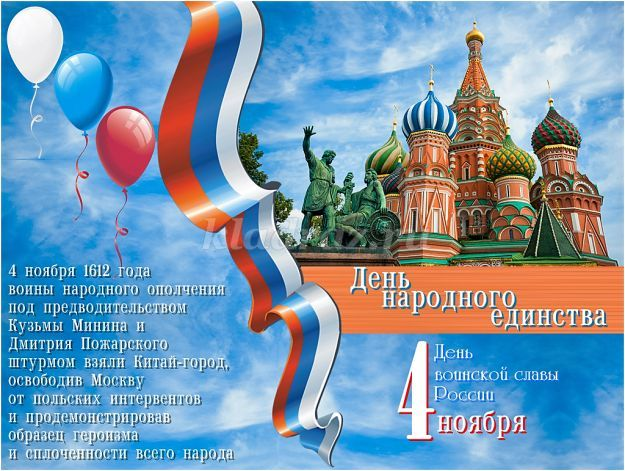 4 ноября 1612 года
воины народного ополчения
под предводительством
Кузьмы Минина и
Дмитрия Пожарского
штурмом взяли Китай-город,
освободив Москву
от польских интервентов
и продемонстрировав
образец героизма
и сплоченности всего народа
День
народного
единства
4
День
воинской славы
России
ноября